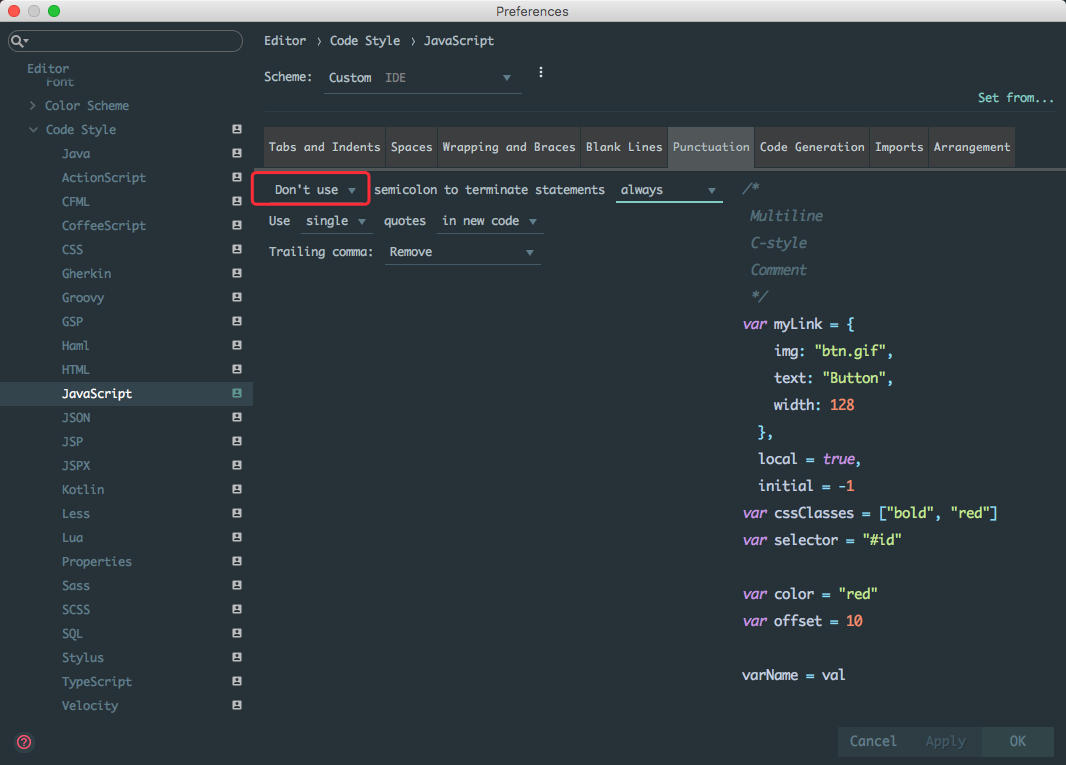 Preferences
Editor
Font
Color Scheme
Code Style
Java
ActionScript
CFML
CoffeeScript
CSS
Gherkin
Groovy
GSP
Haml
HTML
JavaScript
JSON
JSP
JSPX
Kotlin
Less
Lua
Properties
Sass
SCSS
SQL
Stylus
TypeScript
Velocity
Editor › Code Style › JavaScript
Scheme: Custom IDE
Set from...
Tabs and Indents Spaces Wrapping and Braces Blank Lines Punctuation Code Generation Imports Arrangement
Don't use semicolon to terminate statements always
Use single quotes in new code
Trailing comma: Remove
/*
Multiline
C-style
Comment
*/
var myLink = {
img: "btn.gif",
text: "Button",
width: 128
},
local = true,
initial = -1
var cssClasses = ["bold", "red"]
var selector = "#id"
var color = "red"
var offset = 10
varName = val
?
Cancel Apply OK